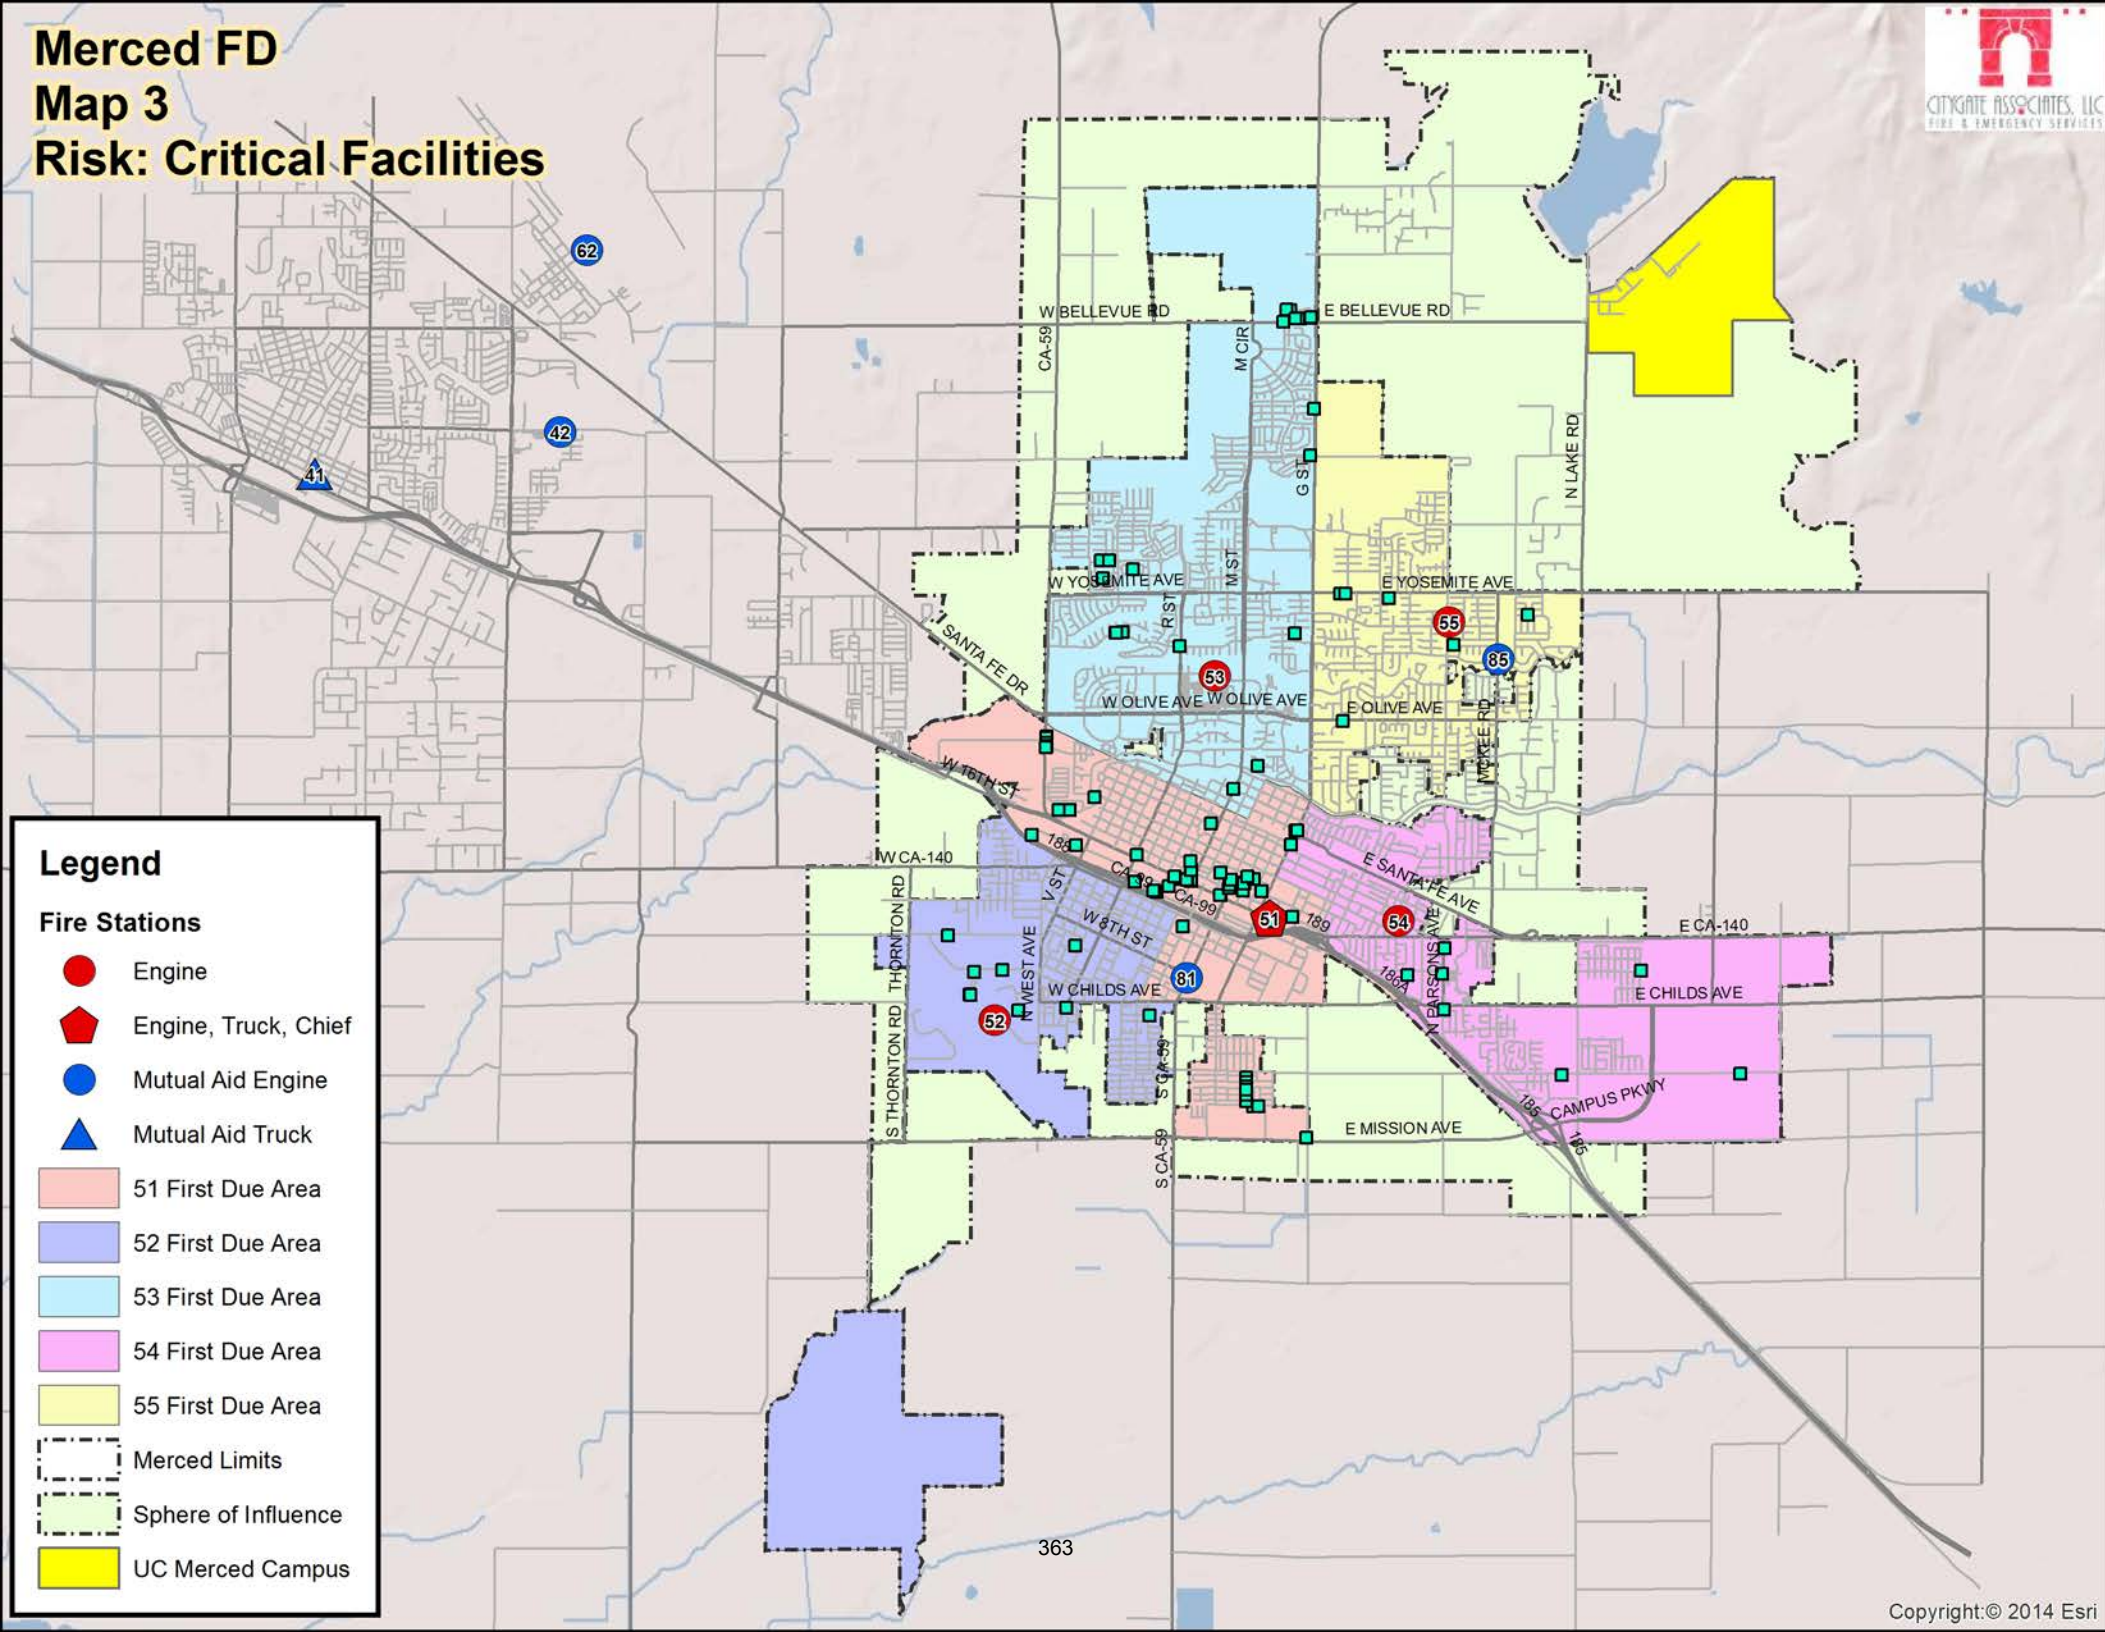 Merced FD
Map 3
Risk: Critical Facilities
CITYGATE ASSOCIATES, LLC
FIRE & EMERGENCY SERVICES
62
42
41
W BELLEVUE RD
E BELLEVUE RD
CA-59
M CIR
G ST
N LAKE RD
W YOSEMITE AVE
M ST
E YOSEMITE AVE
R ST
55
85
53
SANTA FE DR
W OLIVE AVE
W OLIVE AVE
E OLIVE AVE
MCKEE RD
W 16TH ST
188
W CA-140
CA-99
CA-99
V ST
E SANTA FE AVE
THORNTON RD
W 8TH ST
51
189
54
N PARSONS AVE
E CA-140
N WEST AVE
81
186A
W CHILDS AVE
E CHILDS AVE
52
S THORNTON RD
S CA-59
185
CAMPUS PKWY
E MISSION AVE
185
S CA-59
Legend
Fire Stations
Engine
Engine, Truck, Chief
Mutual Aid Engine
Mutual Aid Truck
51 First Due Area
52 First Due Area
53 First Due Area
54 First Due Area
55 First Due Area
Merced Limits
Sphere of Influence
UC Merced Campus
363
Copyright:© 2014 Esri